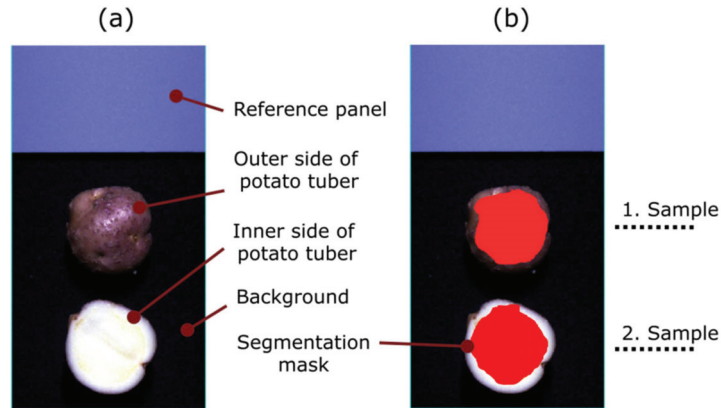 (a)
(b)
Reference panel
Outer side of
potato tuber
Inner side of
potato tuber
Background
Segmentation
mask
1. Sample
2. Sample